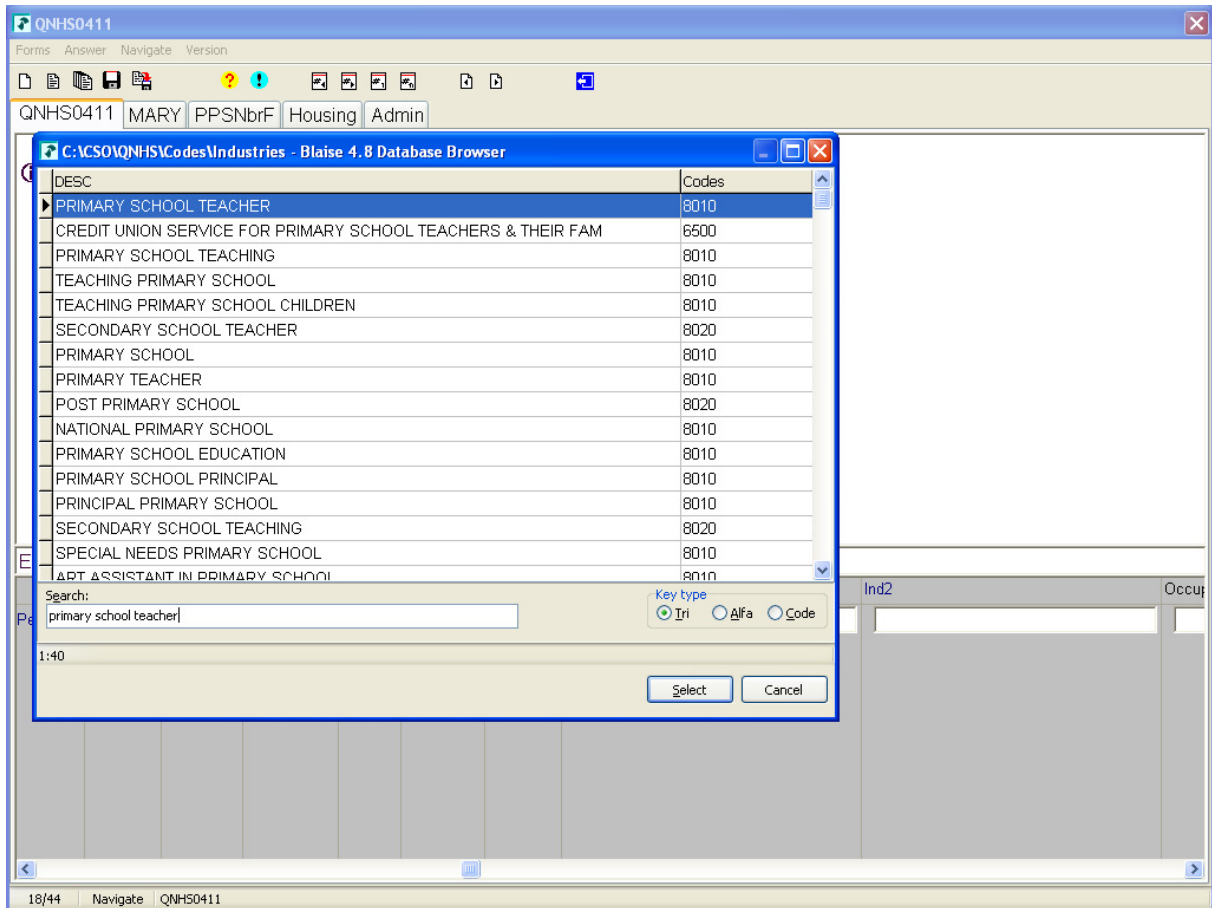 QNHS0411
Forms Answer Navigate Version
QNHS0411 MARY PPSNbrF Housing Admin
C:\CSO\QNHS\Codes\Industries - Blaise 4.8 Database Browser
DESC Codes
PRIMARY SCHOOL TEACHER 8010
CREDIT UNION SERVICE FOR PRIMARY SCHOOL TEACHERS & THEIR FAM 6500
PRIMARY SCHOOL TEACHING 8010
TEACHING PRIMARY SCHOOL 8010
TEACHING PRIMARY SCHOOL CHILDREN 8010
SECONDARY SCHOOL TEACHER 8020
PRIMARY SCHOOL 8010
PRIMARY TEACHER 8010
POST PRIMARY SCHOOL 8020
NATIONAL PRIMARY SCHOOL 8010
PRIMARY SCHOOL EDUCATION 8010
PRIMARY SCHOOL PRINCIPAL 8010
PRINCIPAL PRIMARY SCHOOL 8010
SECONDARY SCHOOL TEACHING 8020
SPECIAL NEEDS PRIMARY SCHOOL 8010
ART ASSISTANT IN PRIMARY SCHOOL 8010
E
Search: Key type Ind2 Occup
Pe primary school teacher Tri Alfa Code
1:40
Select Cancel
18/44 Navigate QNHS0411